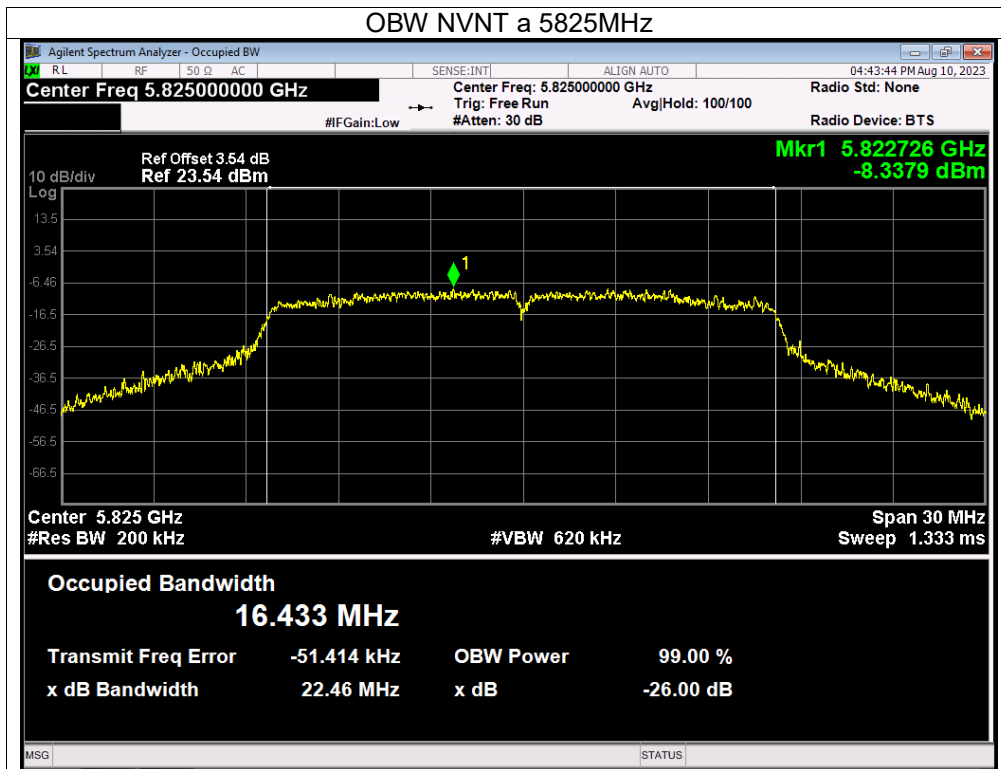 OBW NVNT a 5825MHz
Agilent Spectrum Analyzer - Occupied BW
LXI RL RF 50 Ω AC SENSE:INT ALIGN AUTO 04:43:44 PM Aug 10, 2023
Center Freq 5.825000000 GHz Center Freq: 5.825000000 GHz Radio Std: None
Trig: Free Run Avg|Hold: 100/100
#IFGain:Low #Atten: 30 dB Radio Device: BTS
Mkr1 5.822726 GHz
-8.3379 dBm
Ref Offset 3.54 dB
10 dB/div Ref 23.54 dBm
Log
13.5
3.54
1
-6.46
-16.5
-26.5
-36.5
-46.5
-56.5
-66.5
Center 5.825 GHz Span 30 MHz
#Res BW 200 kHz #VBW 620 kHz Sweep 1.333 ms
Occupied Bandwidth
16.433 MHz
Transmit Freq Error -51.414 kHz OBW Power 99.00 %
x dB Bandwidth 22.46 MHz x dB -26.00 dB
MSG STATUS